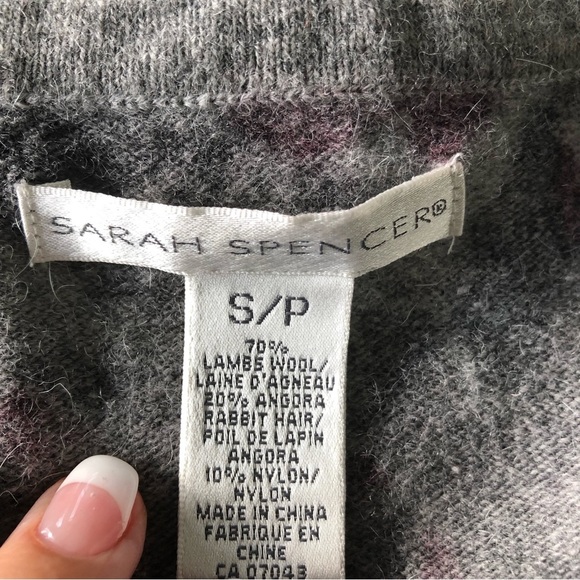 SARAH SPENCER®
S/P
70%
LAMBS WOOL/
LAINE D'AGNEAU
20% ANGORA
RABBIT HAIR/
POIL DE LAPIN
ANGORA
10% NYLON/
NYLON
MADE IN CHINA
FABRIQUE EN
CHINE
CA 07043